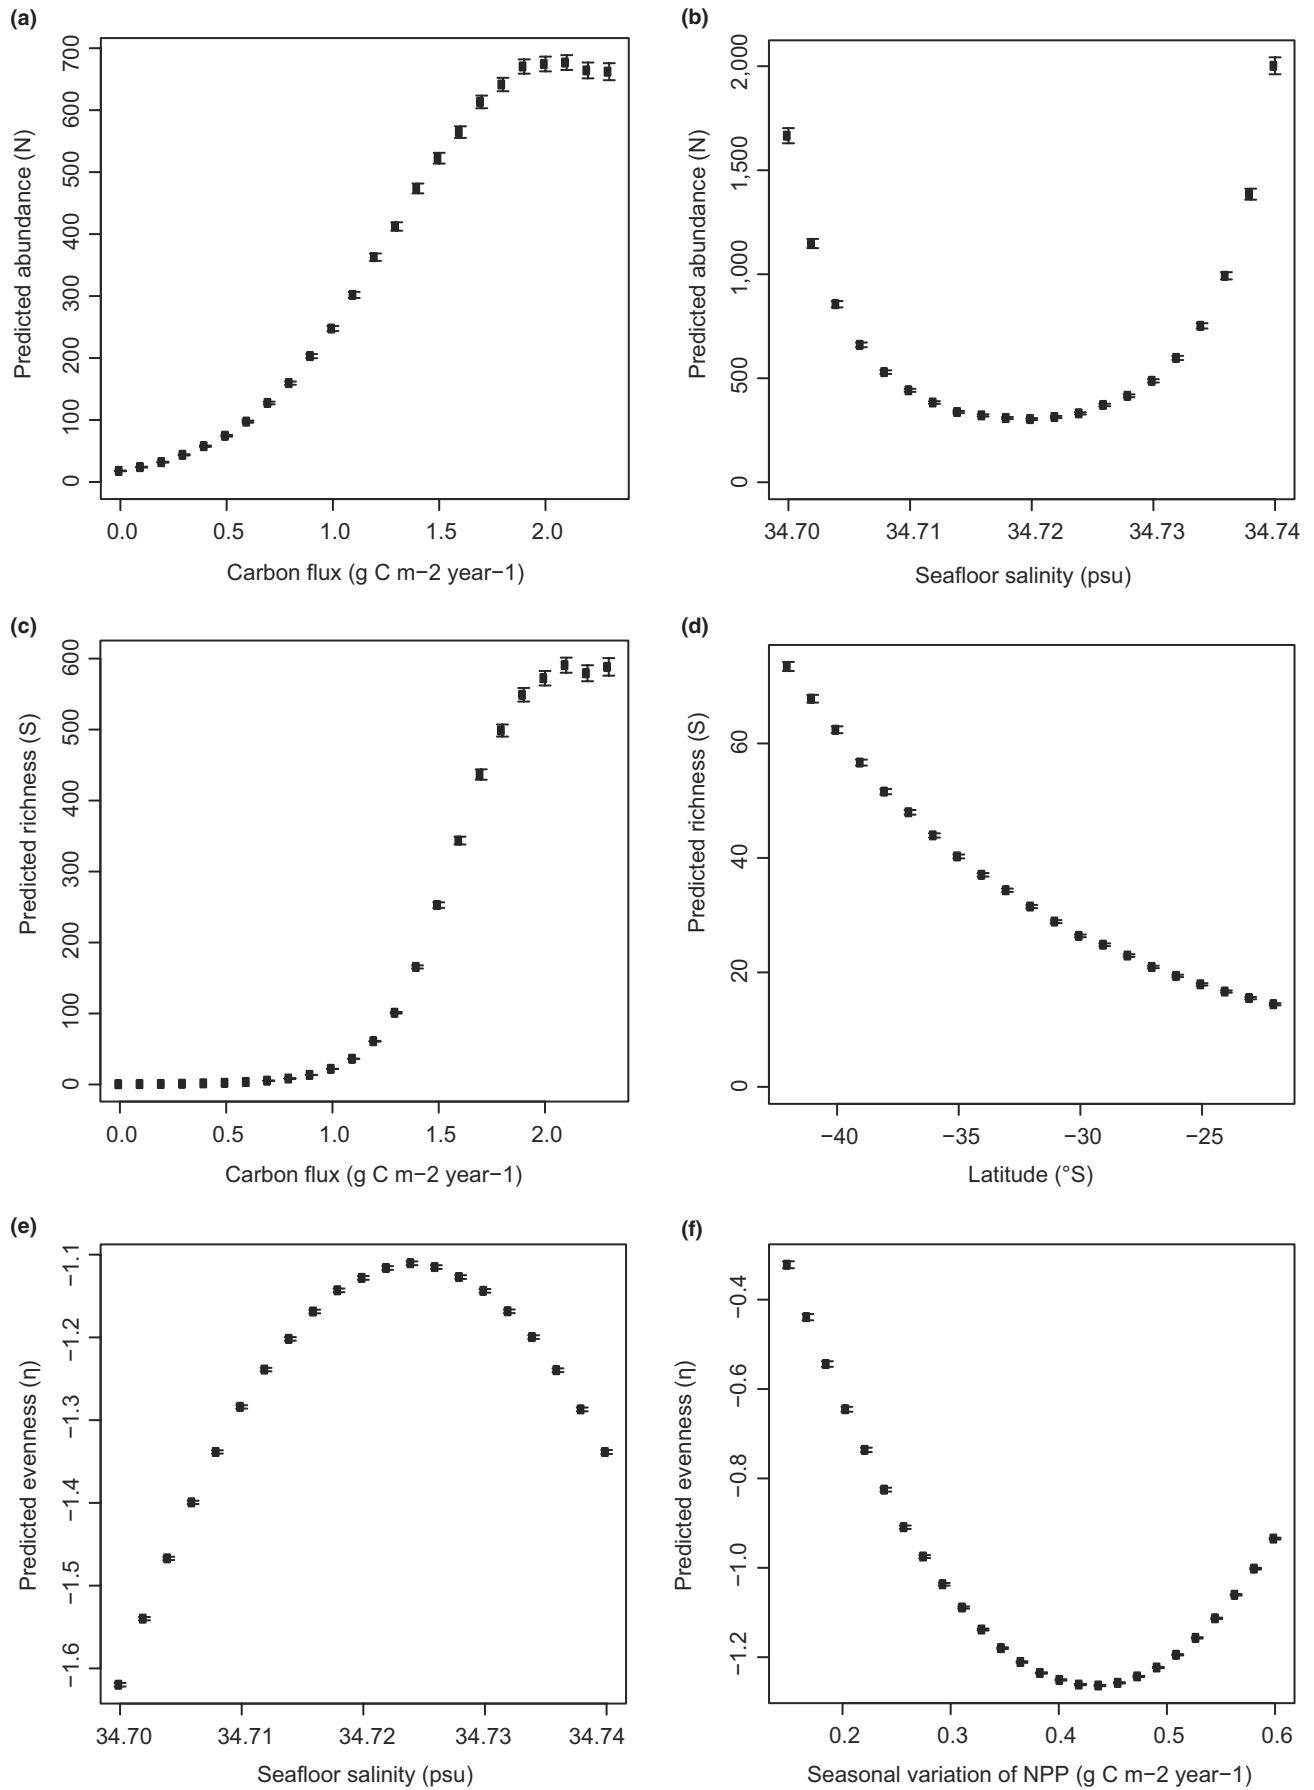 (a)
Predicted abundance (N)
700
600
500
400
300
200
100
0
0.0 0.5 1.0 1.5 2.0
Carbon flux (g C m−2 year−1)
(b)
Predicted abundance (N)
2,000
1,500
1,000
500
0
34.70 34.71 34.72 34.73 34.74
Seafloor salinity (psu)
(c)
Predicted richness (S)
600
500
400
300
200
100
0
0.0 0.5 1.0 1.5 2.0
Carbon flux (g C m−2 year−1)
(d)
Predicted richness (S)
60
40
20
0
−40 −35 −30 −25
Latitude (°S)
(e)
Predicted evenness (η)
−1.1
−1.2
−1.3
−1.4
−1.5
−1.6
34.70 34.71 34.72 34.73 34.74
Seafloor salinity (psu)
(f)
Predicted evenness (η)
−0.4
−0.6
−0.8
−1.0
−1.2
0.2 0.3 0.4 0.5 0.6
Seasonal variation of NPP (g C m−2 year−1)